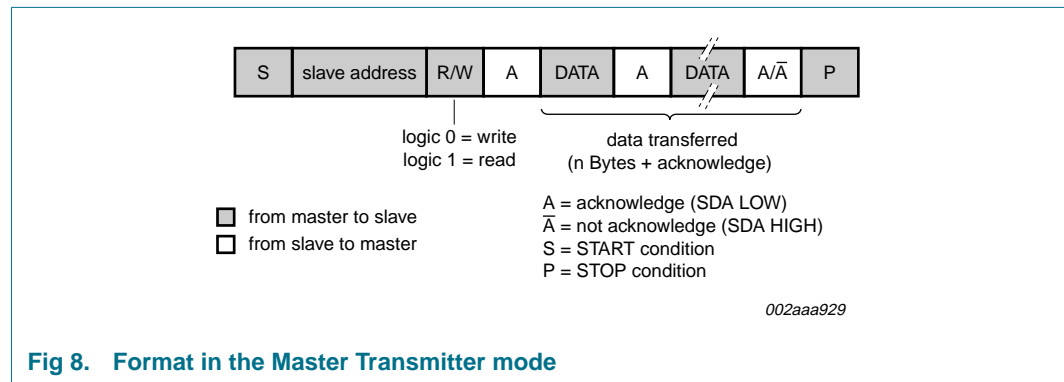 S slave address R/W A DATA A DATA A/A̅ P
logic 0 = write
logic 1 = read
data transferred
(n Bytes + acknowledge)
from master to slave
from slave to master
A = acknowledge (SDA LOW)
A̅ = not acknowledge (SDA HIGH)
S = START condition
P = STOP condition
002aaa929
Fig 8. Format in the Master Transmitter mode